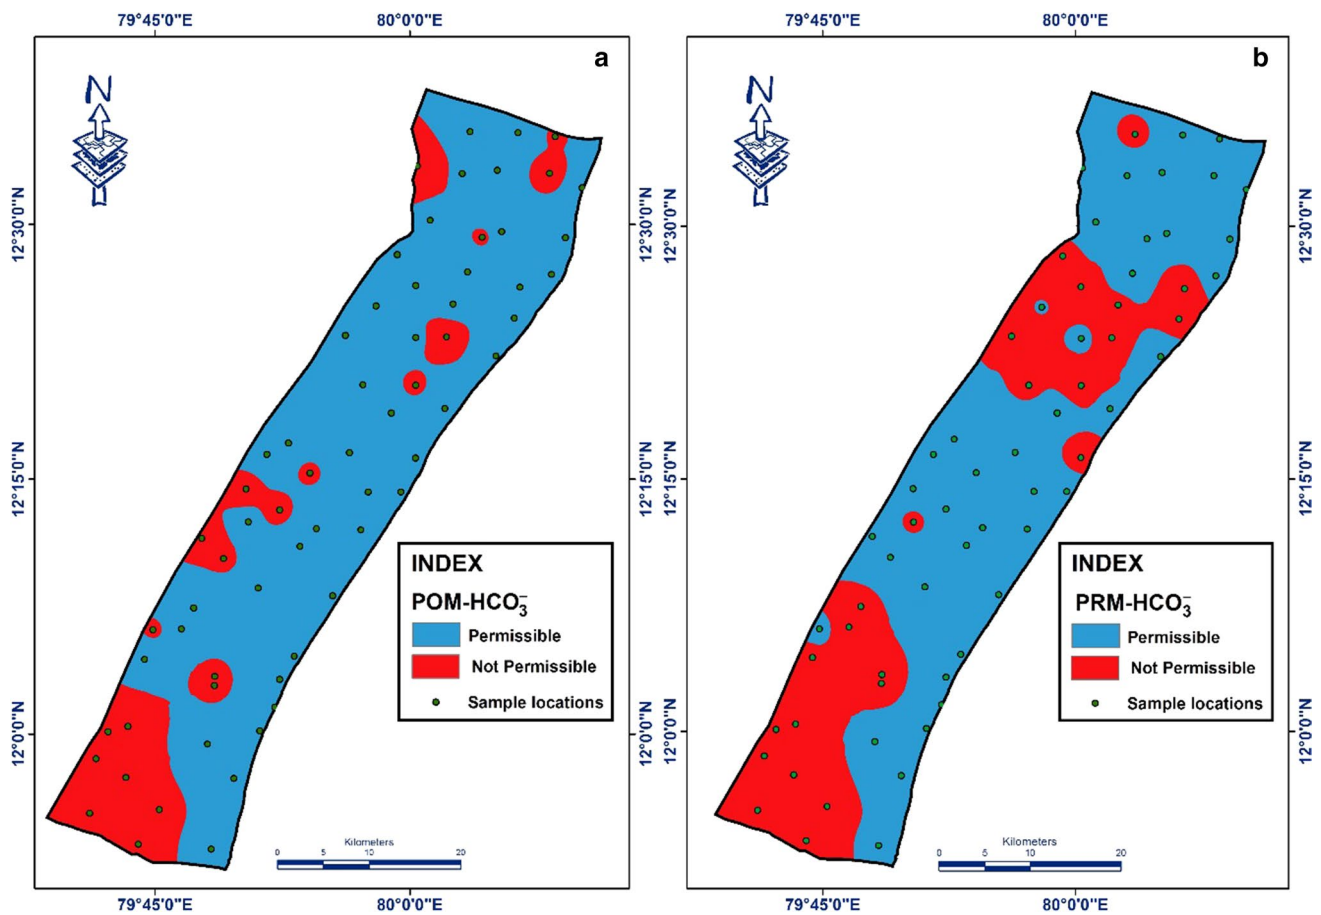 79°45'0"E
80°0'0"E
a
N
12°30'0"N
12°15'0"N
12°0'0"N
INDEX
POM-HCO₃⁻
Permissible
Not Permissible
Sample locations
Kilometers
0 5 10 20
12°30'0"N
12°15'0"N
12°0'0"N
79°45'0"E
80°0'0"E
79°45'0"E
80°0'0"E
b
N
12°30'0"N
12°15'0"N
12°0'0"N
INDEX
PRM-HCO₃⁻
Permissible
Not Permissible
Sample locations
Kilometers
0 5 10 20
12°30'0"N
12°15'0"N
12°0'0"N
79°45'0"E
80°0'0"E